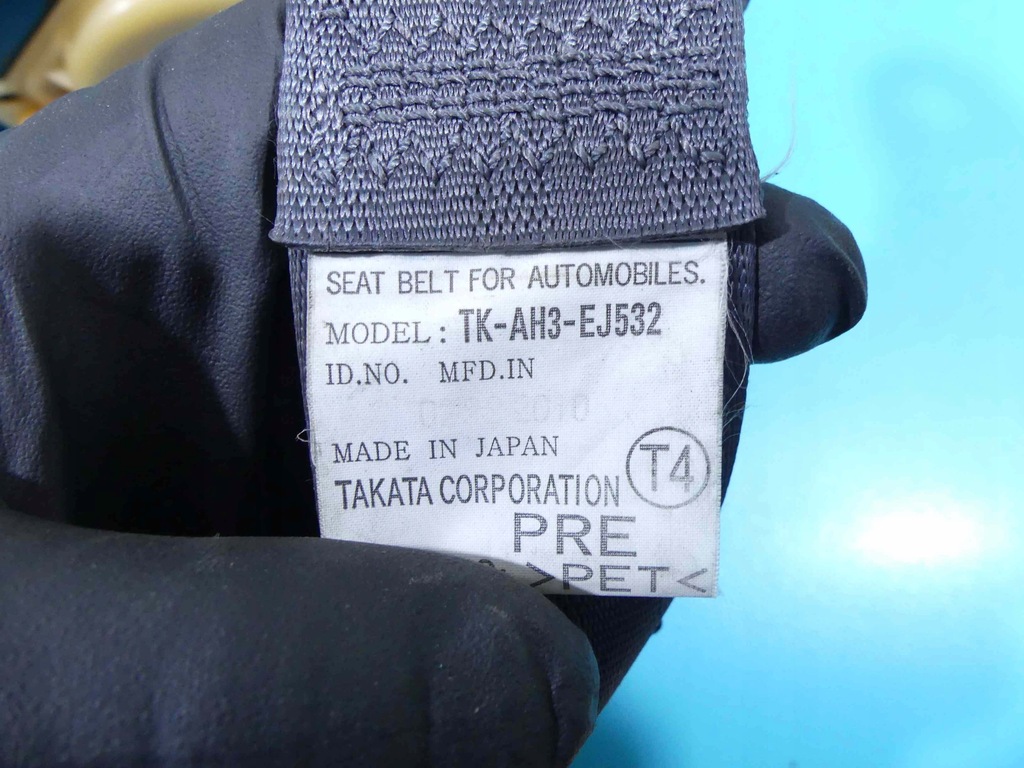 SEAT BELT FOR AUTOMOBILES.
MODEL: TK-AH3-EJ532
ID.NO. MFD.IN
MADE IN JAPAN
TAKATA CORPORATION T4
PRE
>PET<